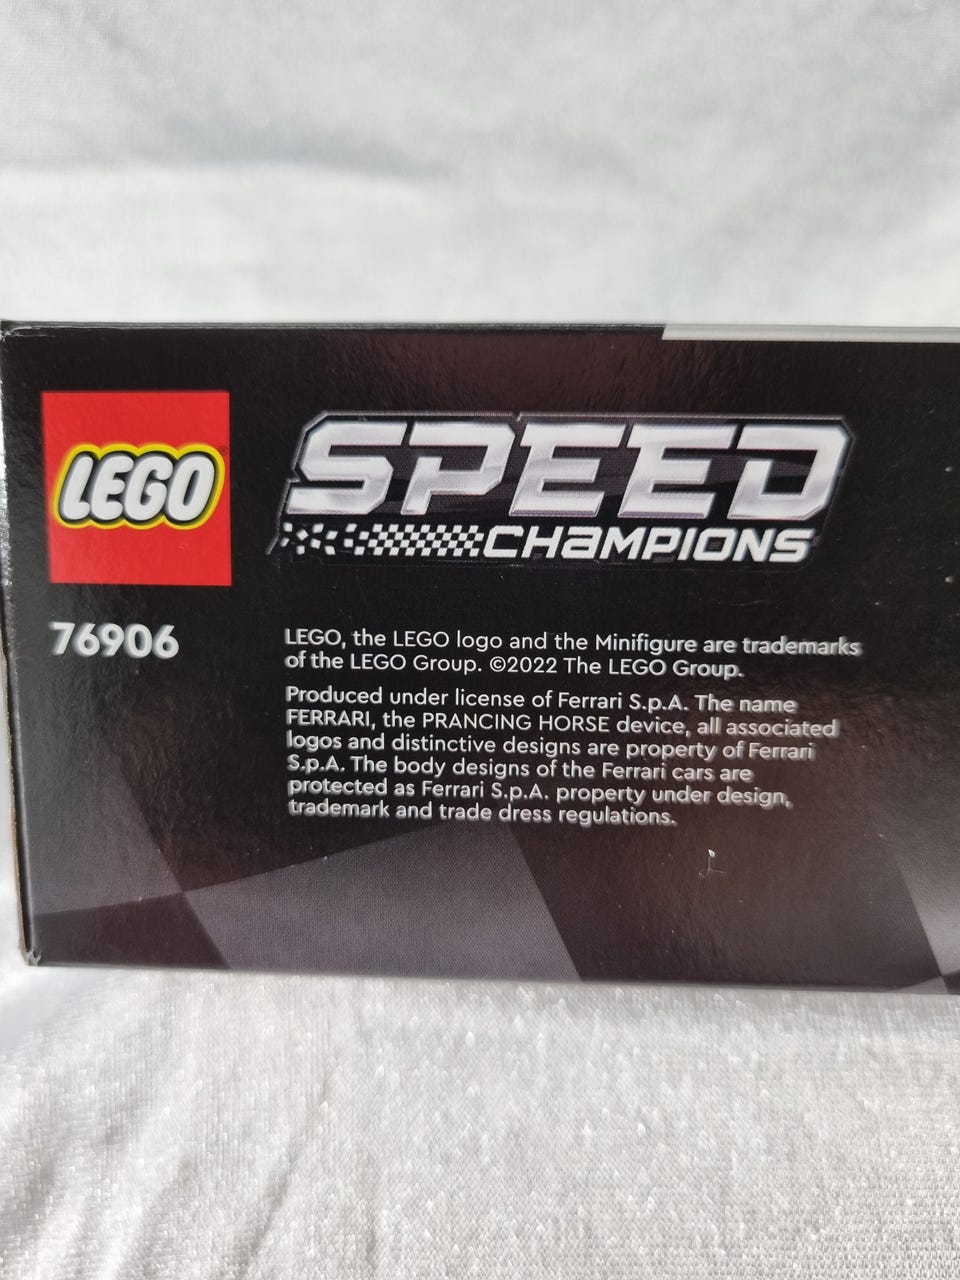 LEGO
SPEED
CHAMPIONS
76906
LEGO, the LEGO logo and the Minifigure are trademarks
of the LEGO Group. ©2022 The LEGO Group.
Produced under license of Ferrari S.p.A. The name
FERRARI, the PRANCING HORSE device, all associated
logos and distinctive designs are property of Ferrari
S.p.A. The body designs of the Ferrari cars are
protected as Ferrari S.p.A. property under design,
trademark and trade dress regulations.